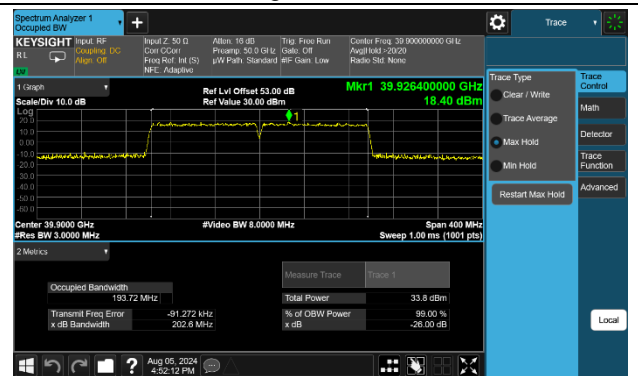 Spectrum Analyzer 1
Occupied BW
+
Trace
KEYSIGHT
RL
Input: RF
Coupling: DC
Align: Off
Input Z: 50 Ω
Corr CCorr
Freq Ref: Int (S)
NFE: Adaptive
Atten: 16 dB
Preamp: 50.0 GHz
µW Path: Standard
Trig: Free Run
Gate: Off
#IF Gain: Low
Center Freq: 39.900000000 GHz
Avg|Hold:>20/20
Radio Std: None
1 Graph
Scale/Div 10.0 dB
Ref Lvl Offset 53.00 dB
Ref Value 30.00 dBm
Mkr1 39.926400000 GHz
18.40 dBm
Log
20.0
10.0
0.00
-10.0
-20.0
-30.0
-40.0
-50.0
-60.0
1
Center 39.9000 GHz
#Res BW 3.0000 MHz
#Video BW 8.0000 MHz
Span 400 MHz
Sweep 1.00 ms (1001 pts)
2 Metrics
Measure Trace
Trace 1
Occupied Bandwidth
193.72 MHz
Total Power
33.8 dBm
Transmit Freq Error
-91.272 kHz
% of OBW Power
99.00 %
x dB Bandwidth
202.6 MHz
x dB
-26.00 dB
Trace Type
Clear / Write
Trace Average
Max Hold
Min Hold
Restart Max Hold
Trace
Control
Math
Detector
Trace
Function
Advanced
Local
?
Aug 05, 2024
4:52:12 PM